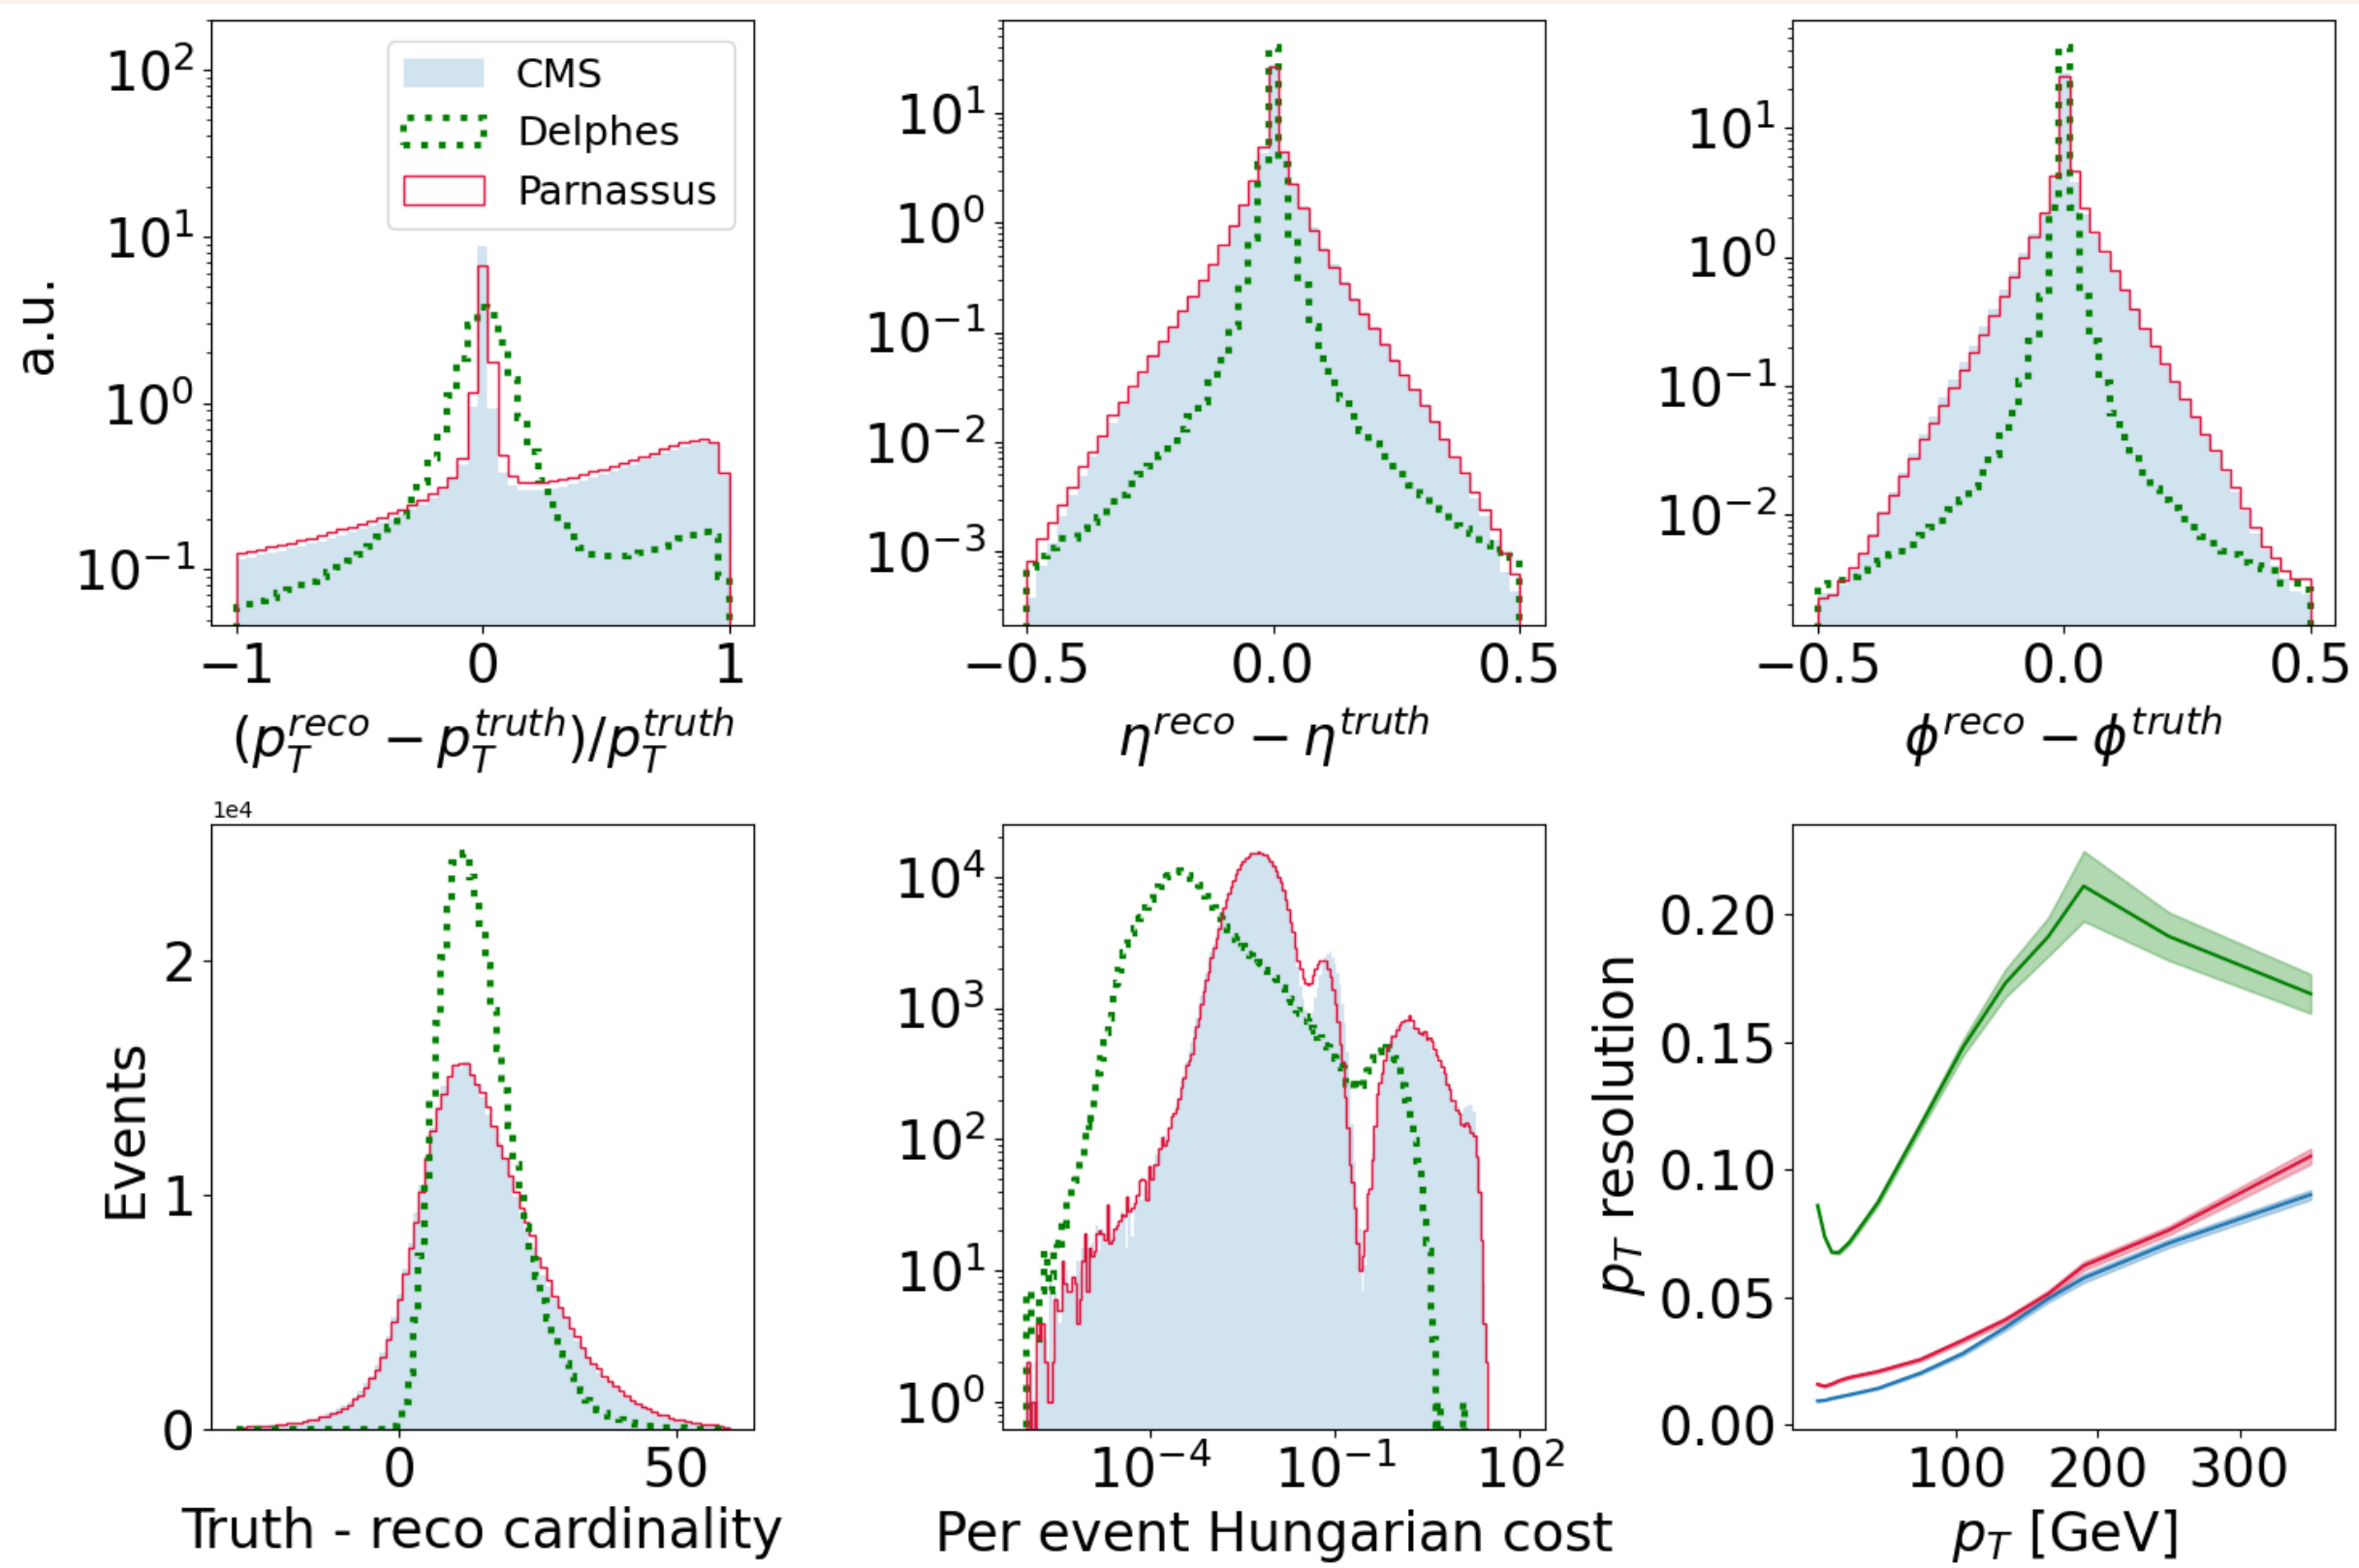 10²
10¹
10⁰
10⁻¹
a.u.
CMS
Delphes
Parnassus
−1 0 1
(p_T^{reco} − p_T^{truth})/p_T^{truth}
10¹
10⁰
10⁻¹
10⁻²
10⁻³
−0.5 0.0 0.5
η^{reco} − η^{truth}
10¹
10⁰
10⁻¹
10⁻²
−0.5 0.0 0.5
ϕ^{reco} − ϕ^{truth}
1e4
2
1
0
Events
0 50
Truth - reco cardinality
10⁴
10³
10²
10¹
10⁰
10⁻⁴ 10⁻¹ 10²
Per event Hungarian cost
0.20
0.15
0.10
0.05
0.00
p_T resolution
100 200 300
p_T [GeV]